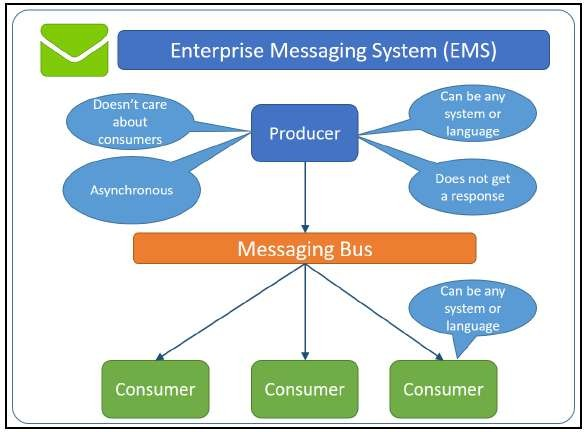 Enterprise Messaging System (EMS)
Doesn't care
about
consumers
Producer
Can be any
system or
language
Asynchronous
Does not get
a response
Messaging Bus
Can be any
system or
language
Consumer
Consumer
Consumer